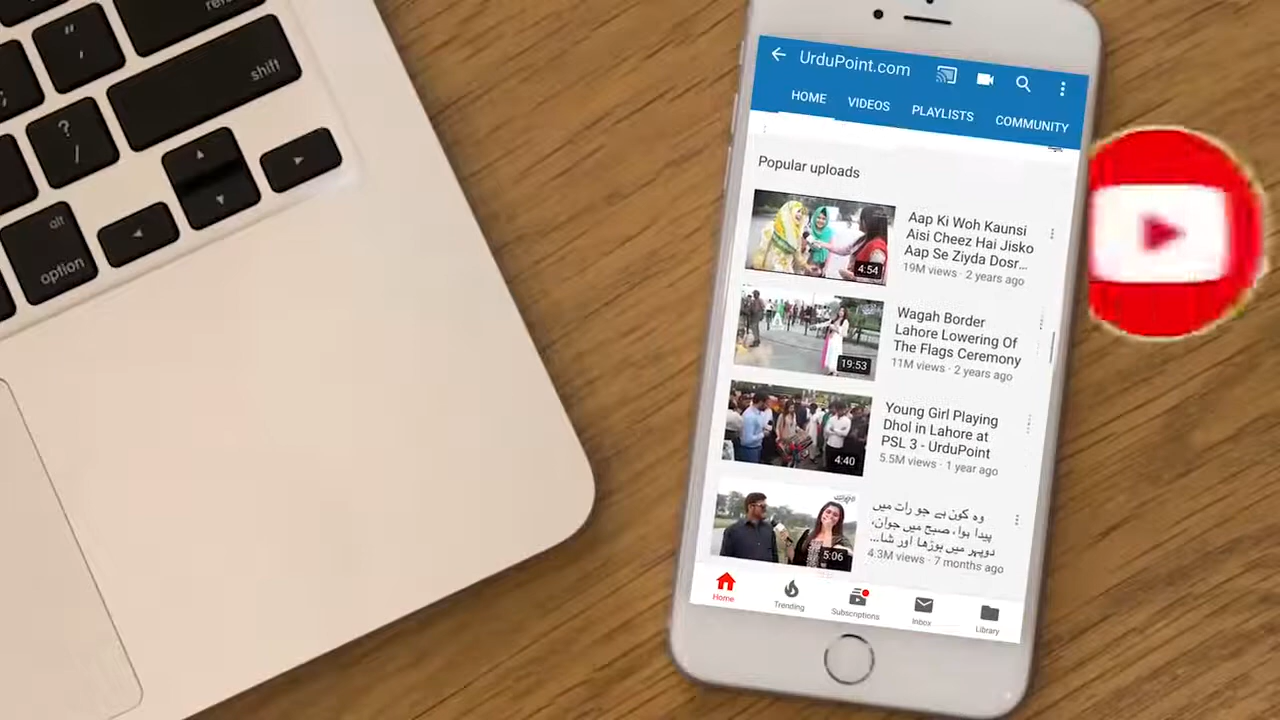 shift
?
/
alt
option
UrduPoint.com
HOME VIDEOS PLAYLISTS COMMUNITY
Popular uploads
Aap Ki Woh Kaunsi
Aisi Cheez Hai Jisko
Aap Se Ziyda Dosr...
19M views · 2 years ago
4:54
Wagah Border
Lahore Lowering Of
The Flags Ceremony
11M views · 2 years ago
19:53
Young Girl Playing
Dhol in Lahore at
PSL 3 - UrduPoint
5.5M views · 1 year ago
4:40
وہ کون ہے جو رات میں
پیدا ہوا، صبح میں جوان،
دوپہر میں بوڑھا اور شا...
4.3M views · 7 months ago
5:06
Home Trending Subscriptions Inbox Library